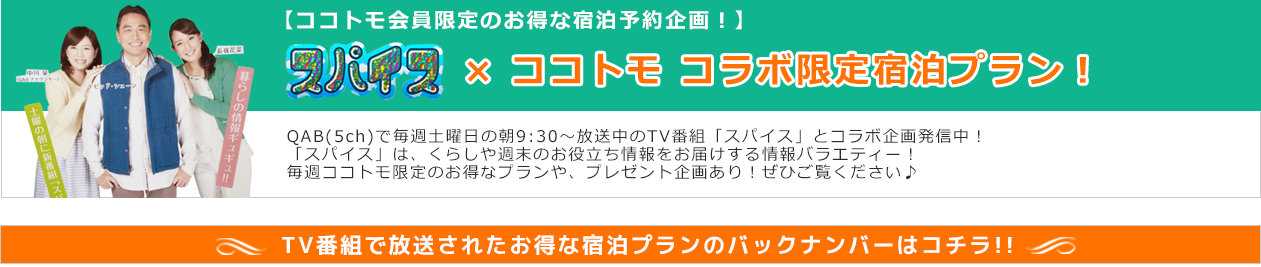 【ココトモ会員限定のお得な宿泊予約企画！】
スパイス × ココトモ コラボ限定宿泊プラン！
長嶺花菜
暮らしの情報ギュギュ!!
土曜の朝に新番組「スパ
QAB(5ch)で毎週土曜日の朝9:30～放送中のTV番組「スパイス」とコラボ企画発信中！
「スパイス」は、くらしや週末のお役立ち情報をお届けする情報バラエティー！
毎週ココトモ限定のお得なプランや、プレゼント企画あり！ぜひご覧ください♪
TV番組で放送されたお得な宿泊プランのバックナンバーはコチラ!!